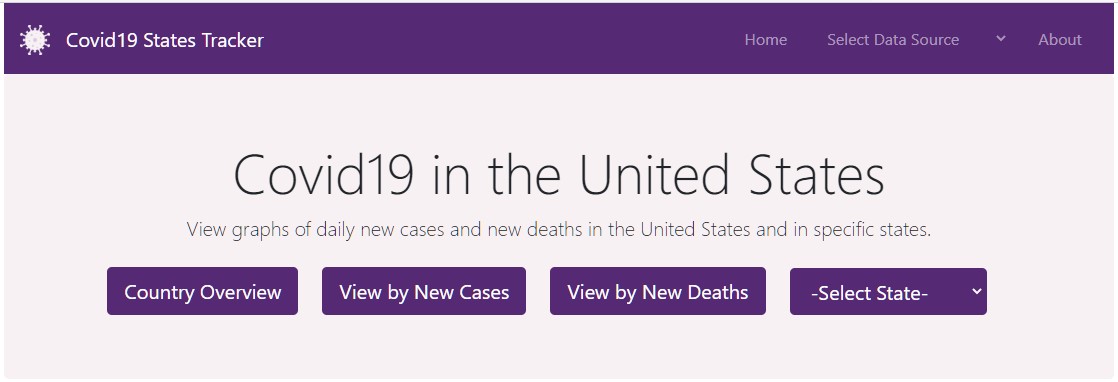 Covid19 States Tracker Home Select Data Source About
Covid19 in the United States
View graphs of daily new cases and new deaths in the United States and in specific states.
Country Overview View by New Cases View by New Deaths -Select State-